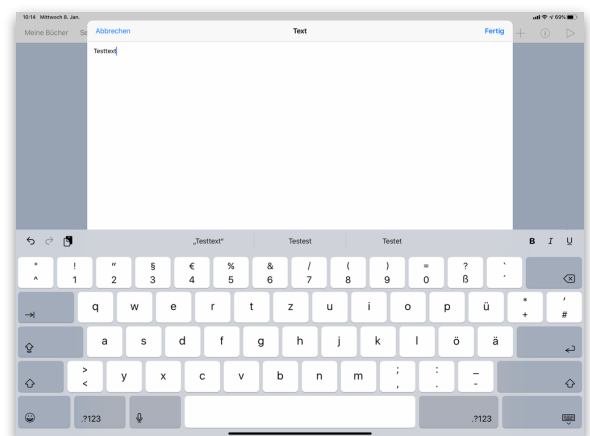 10:14 Mittwoch 8. Jan.
69%
Meine Bücher
Abbrechen
Text
Fertig
Testtext
„Testtext“
Testest
Testet
B I U
° ! " § € % & / ( ) = ? `
^ 1 2 3 4 5 6 7 8 9 0 ß ´
q w e r t z u i o p ü * '
+ #
a s d f g h j k l ö ä
> ; : _
< y x c v b n m , . -
.?123
.?123